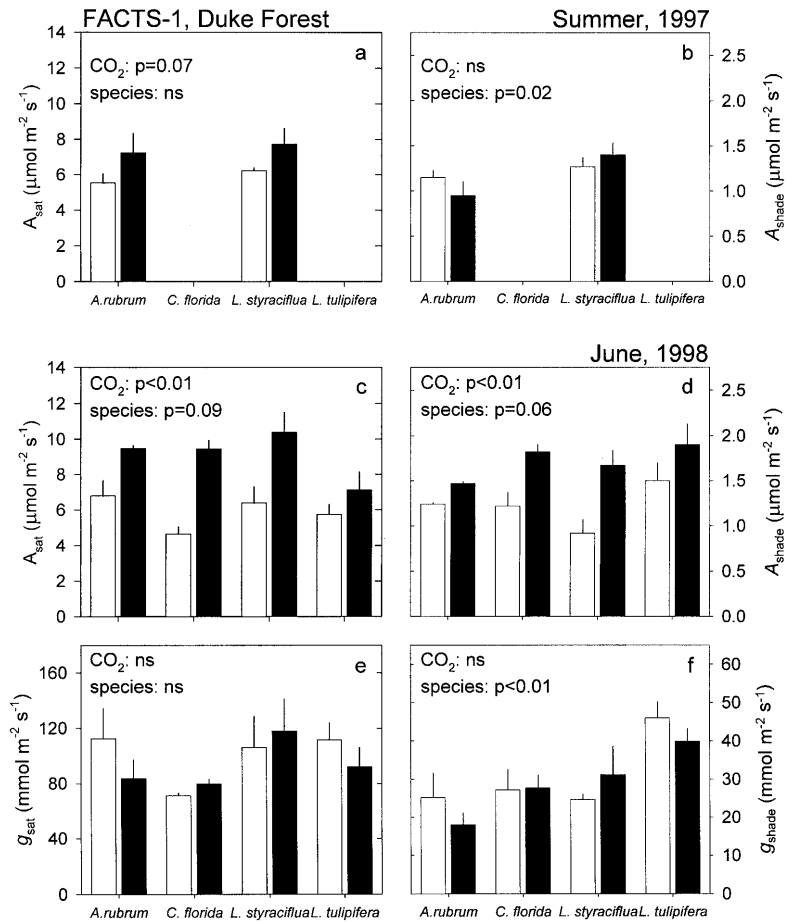 FACTS-1, Duke Forest
Summer, 1997
a
CO₂: p=0.07
species: ns
14
12
10
8
6
4
2
0
A_sat (µmol m⁻² s⁻¹)
A.rubrum C. florida L. styraciflua L. tulipifera
b
CO₂: ns
species: p=0.02
2.5
2.0
1.5
1.0
0.5
0.0
A_shade (µmol m⁻² s⁻¹)
A.rubrum C. florida L. styraciflua L. tulipifera
June, 1998
c
CO₂: p<0.01
species: p=0.09
14
12
10
8
6
4
2
0
A_sat (µmol m⁻² s⁻¹)
d
CO₂: p<0.01
species: p=0.06
2.5
2.0
1.5
1.0
0.5
0.0
A_shade (µmol m⁻² s⁻¹)
e
CO₂: ns
species: ns
160
120
80
40
0
g_sat (mmol m⁻² s⁻¹)
A.rubrum C. florida L. styraciflua L. tulipifera
f
CO₂: ns
species: p<0.01
60
50
40
30
20
10
0
g_shade (mmol m⁻² s⁻¹)
A.rubrum C. florida L. styraciflua L. tulipifera